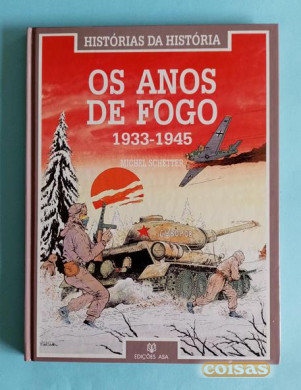 HISTÓRIAS DA HISTÓRIA
OS ANOS
DE FOGO
1933-1945
MICHEL SCHETTER
EDIÇÕES ASA
coisas